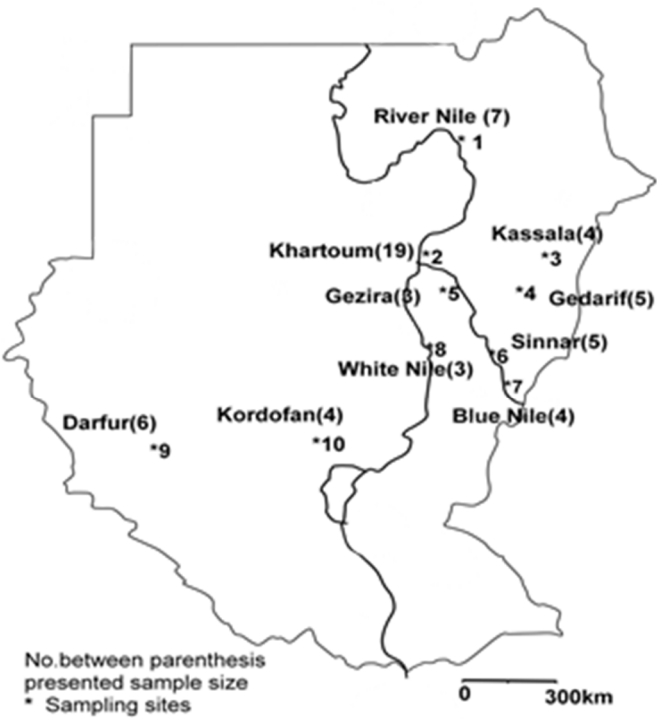 River Nile (7)
* 1
Kassala(4)
*3
Khartoum(19)
*2
Gezira(3)
*5
*4
Gedarif(5)
*8
*6
Sinnar(5)
White Nile(3)
*7
Blue Nile(4)
Darfur(6)
*9
Kordofan(4)
*10
No.between parenthesis
presented sample size
* Sampling sites
0
300km